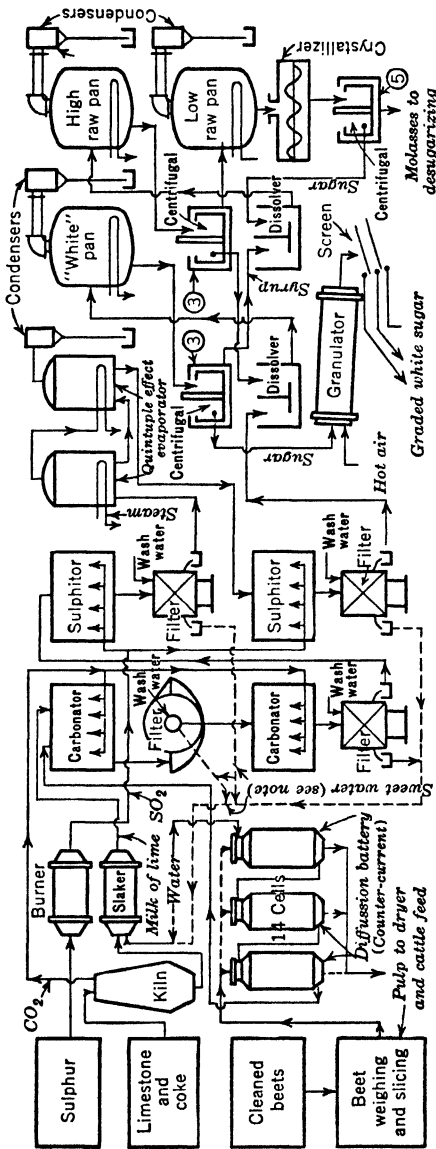 Sulphur
Limestone
and
coke
Cleaned
beets
Beet
weighing
and slicing
CO2
Kiln
Burner
Slaker
Milk of lime
SO2
Water
14 Cells
Diffussion battery
(Counter-current)
Pulp to dryer
and cattle feed
Carbonator
Wash
water
Filter
Carbonator
Wash
water
Filter
Sweet water (see note)
Sulphitor
Wash
water
Filter
Sulphitor
Wash
water
Filter
Steam
Quintuple effect
evaporator
Condensers
"White"
pan
Centrifugal
3
Sugar
Dissolver
Hot air
Granulator
Screen
Graded white sugar
Condensers
High
raw pan
Centrifugal
3
Syrup
Dissolver
Sugar
Low
raw pan
Crystallizer
Centrifugal
5
Molasses to
desugarizing